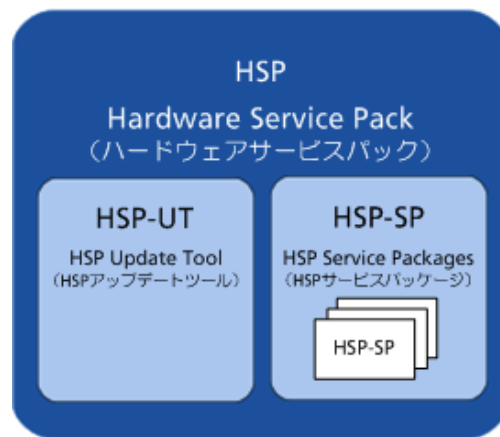 HSP
Hardware Service Pack
（ハードウェアサービスパック）
HSP-UT
HSP Update Tool
（HSPアップデートツール）
HSP-SP
HSP Service Packages
（HSPサービスパッケージ）
HSP-SP